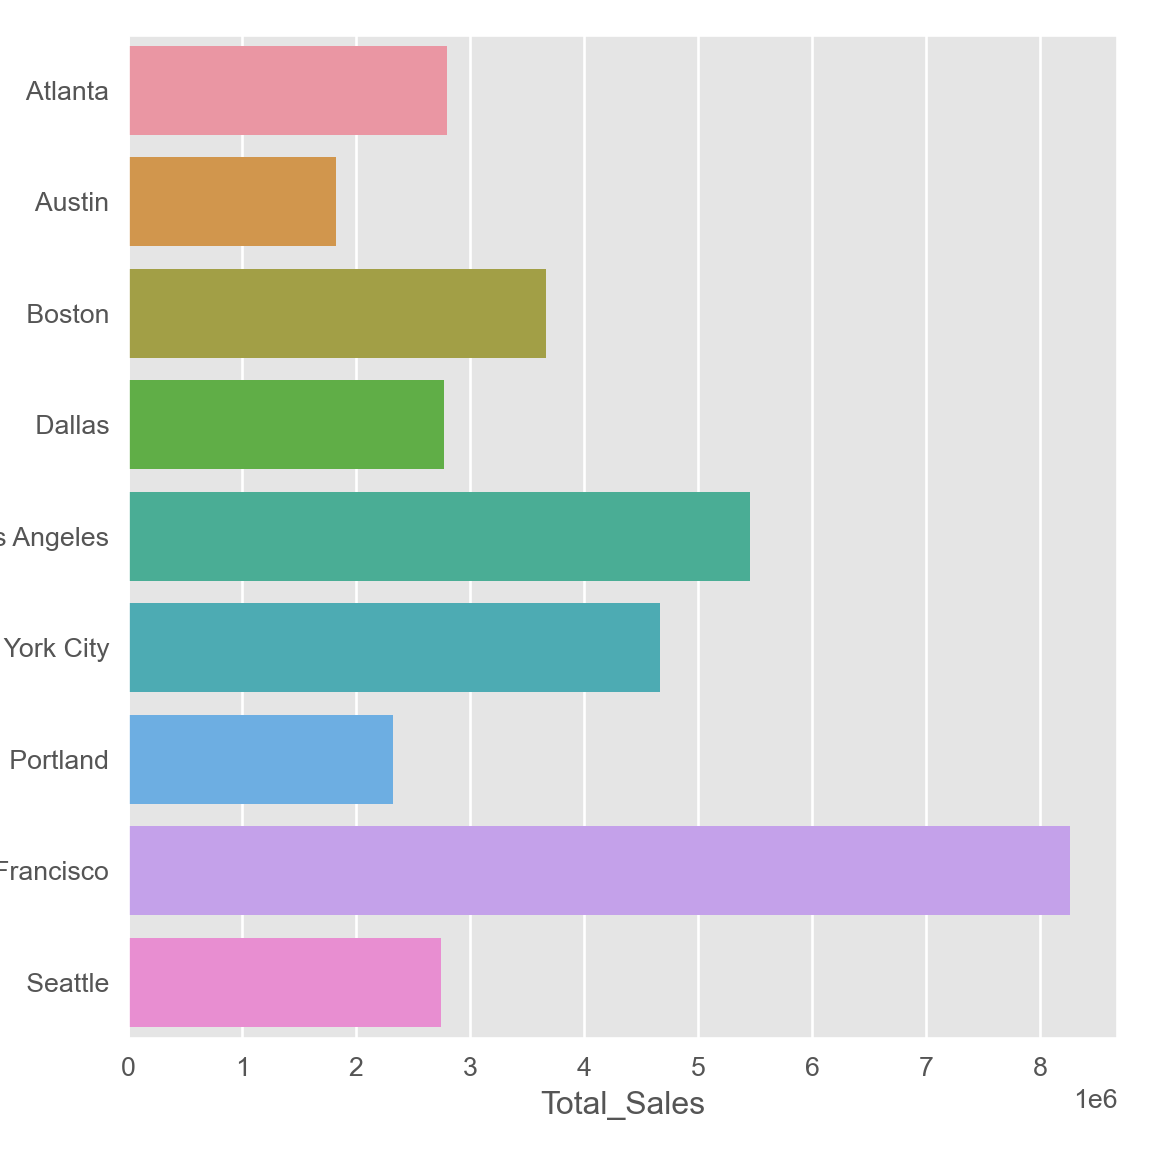 Atlanta
Austin
Boston
Dallas
s Angeles
York City
Portland
Francisco
Seattle
0 1 2 3 4 5 6 7 8
1e6
Total_Sales